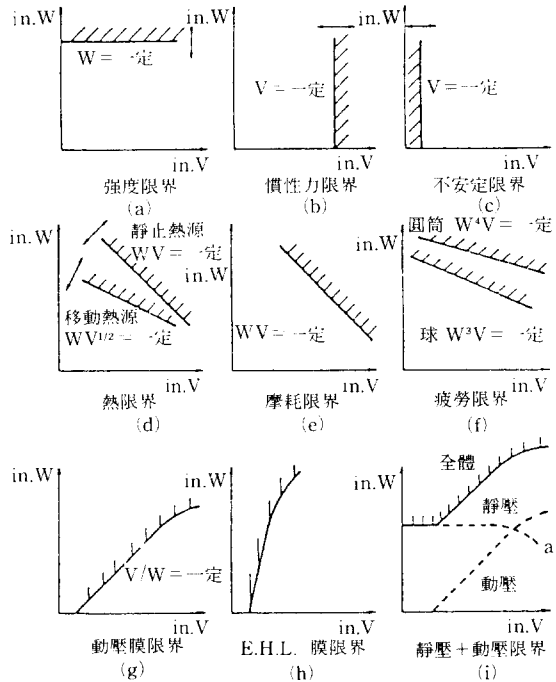 in.W
W = 一定
in.V
強度限界
(a)
in.W
V = 一定
in.V
慣性力限界
(b)
in.W
V = 一定
in.V
不安定限界
(c)
in.W
靜止熱源
WV = 一定
移動熱源
WV1/2 = 一定
in.V
熱限界
(d)
in.W
WV = 一定
in.V
摩耗限界
(e)
in.W
圓筒 W⁴V = 一定
球 W³V = 一定
in.V
疲勞限界
(f)
in.W
V/W = 一定
in.V
動壓膜限界
(g)
in.W
in.V
E.H.L. 膜限界
(h)
in.W
全體
靜壓
a
動壓
in.V
靜壓+動壓限界
(i)